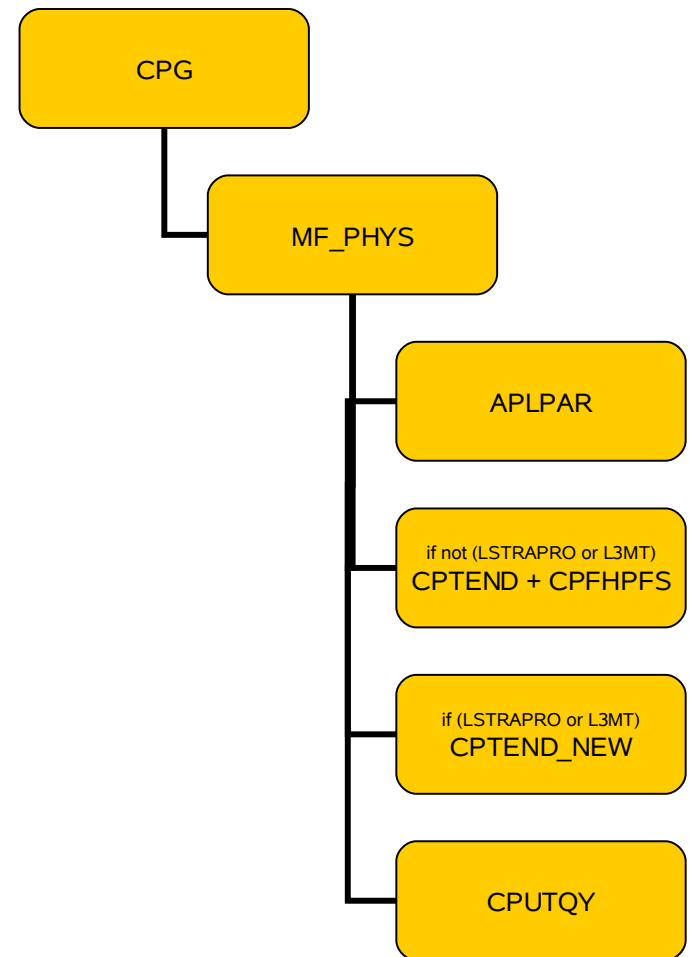 CPG
MF_PHYS
APLPAR
if not (LSTRAPRO or L3MT)
CPTEND + CPFHPFS
if (LSTRAPRO or L3MT)
CPTEND_NEW
CPUTQY